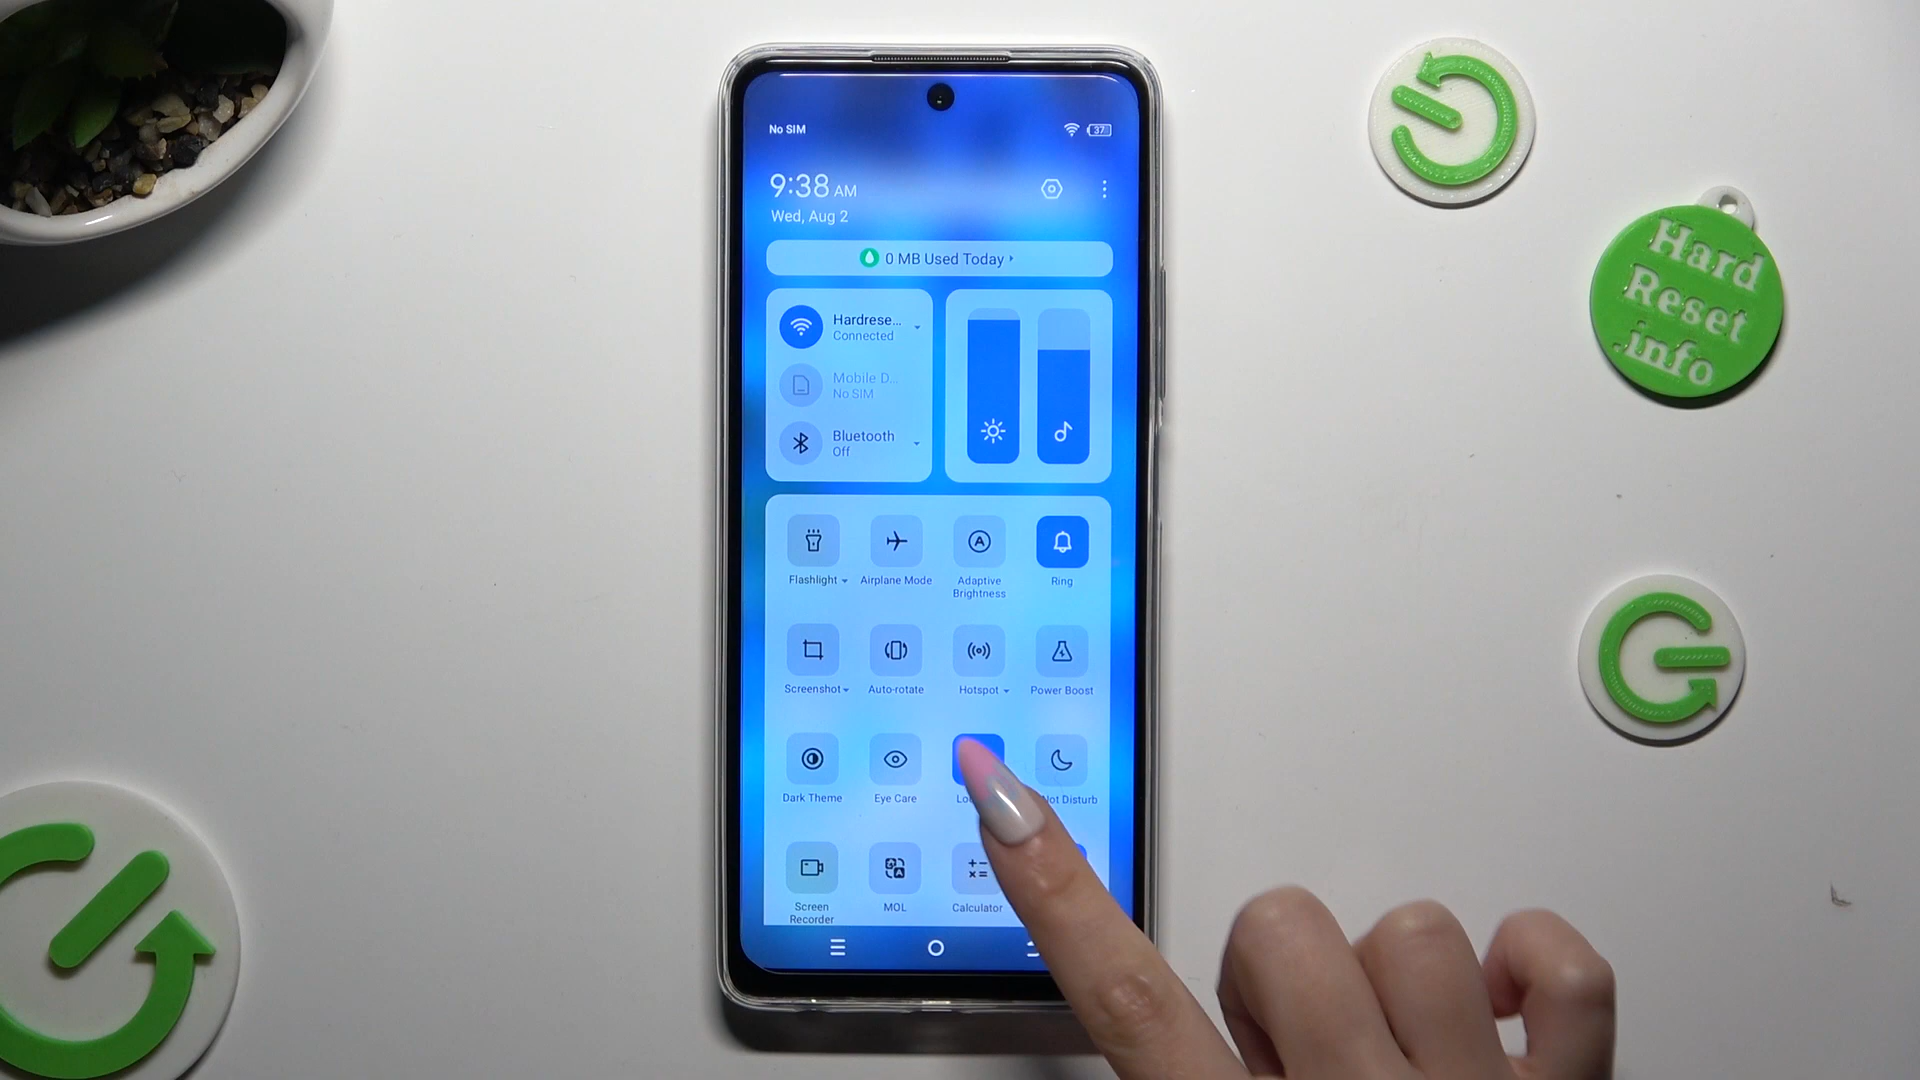 No SIM
37
9:38 AM
Wed, Aug 2
0 MB Used Today
Hardrese...
Connected
Mobile D...
No SIM
Bluetooth
Off
Flashlight
Airplane Mode
Adaptive
Brightness
Ring
Screenshot
Auto-rotate
Hotspot
Power Boost
Dark Theme
Eye Care
Not Disturb
Screen
Recorder
MOL
Calculator
Hard
Reset
.info